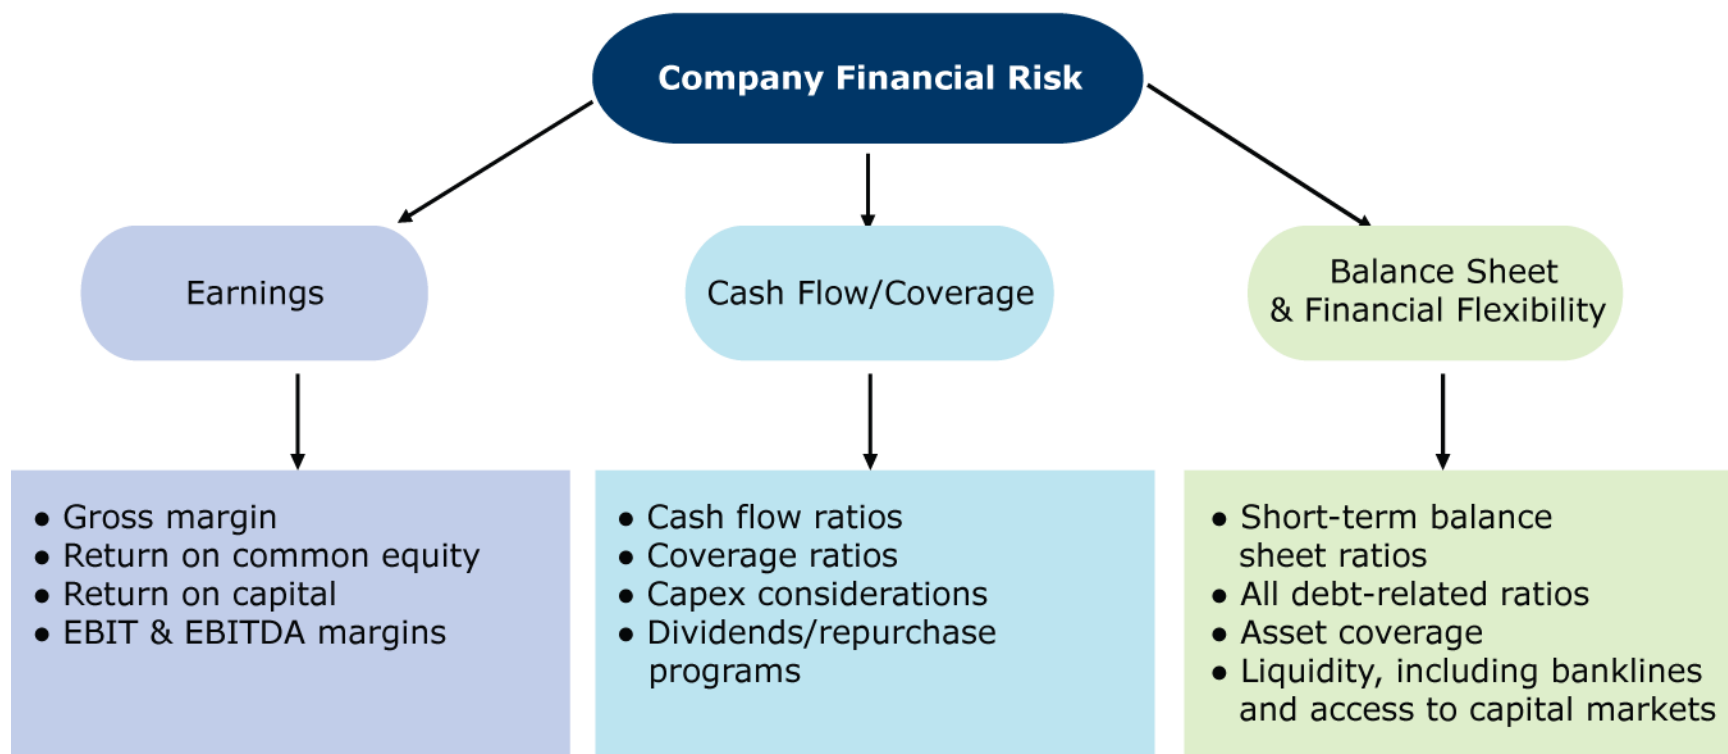 Company Financial Risk
Earnings
Cash Flow/Coverage
Balance Sheet
& Financial Flexibility
● Gross margin
● Return on common equity
● Return on capital
● EBIT & EBITDA margins
● Cash flow ratios
● Coverage ratios
● Capex considerations
● Dividends/repurchase
programs
● Short-term balance
sheet ratios
● All debt-related ratios
● Asset coverage
● Liquidity, including banklines
and access to capital markets